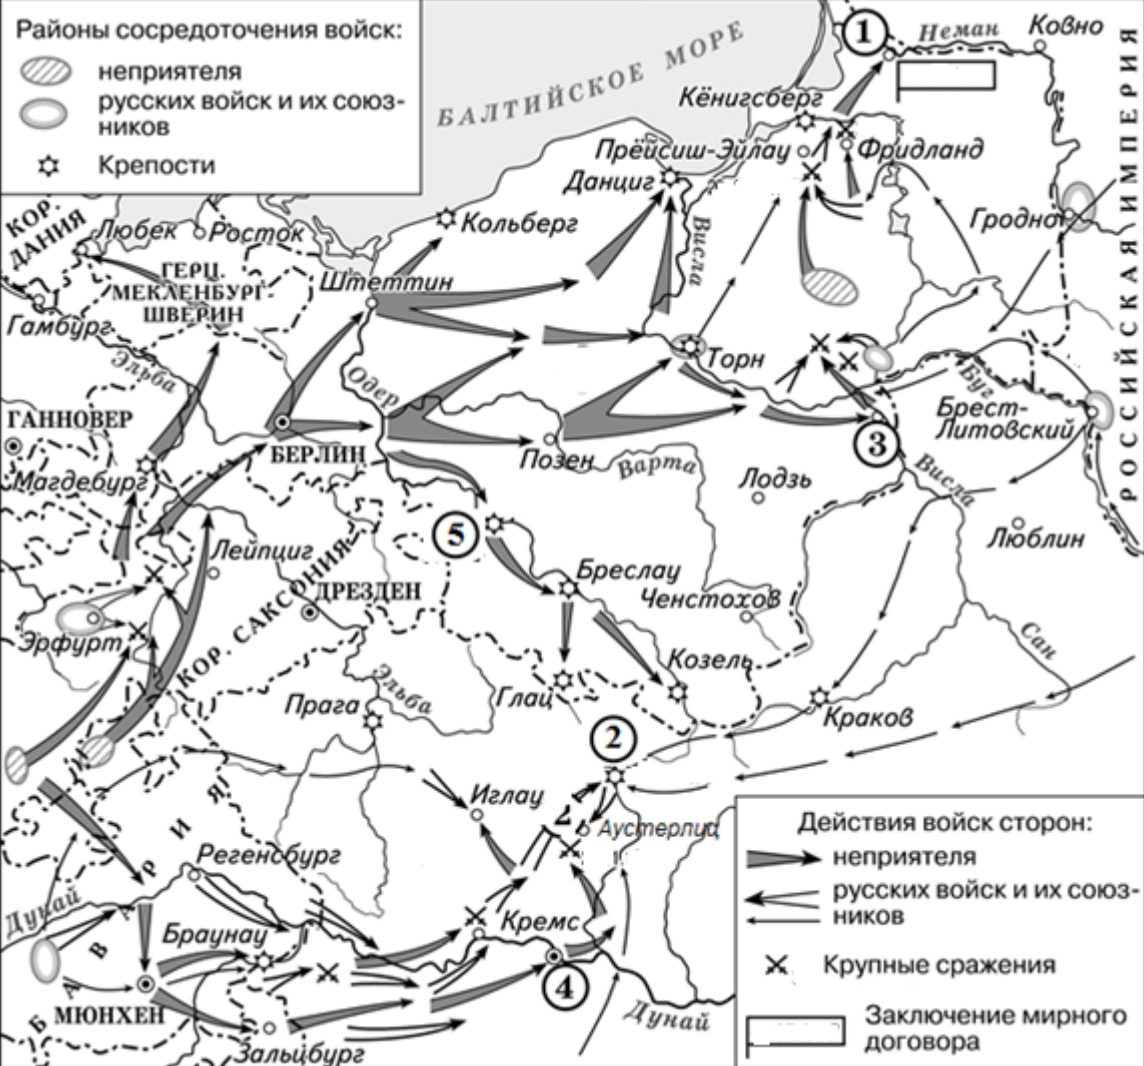 Районы сосредоточения войск:
неприятеля
русских войск и их союз-
ников
Крепости
БАЛТИЙСКОЕ МОРЕ
1
Неман
Ковно
РОССИЙСКАЯ ИМПЕРИЯ
Кёнигсберг
Прёйсиш-Эйлау
Фридланд
Данциг
Кольберг
Висла
Гродно
КОР.
ДАНИЯ
Любек
Росток
ГЕРЦ.
МЕКЛЕНБУРГ-
ШВЕРИН
Штеттин
Гамбург
Эльба
Одер
Торн
Буг
Брест-
Литовский
ГАННОВЕР
БЕРЛИН
Позен
Варта
3
Висла
Магдебург
Лодзь
Люблин
5
Лейпциг
Бреслау
КОР. САКСОНИЯ
ДРЕЗДЕН
Ченстохов
Эрфурт
Козель
Сан
Эльба
Глац
Прага
Краков
2
Иглау
Аустерлиц
БАВАРИЯ
Регенсбург
Дунай
Браунау
Кремс
4
МЮНХЕН
Дунай
Зальцбург
Действия войск сторон:
неприятеля
русских войск и их союз-
ников
Крупные сражения
Заключение мирного
договора